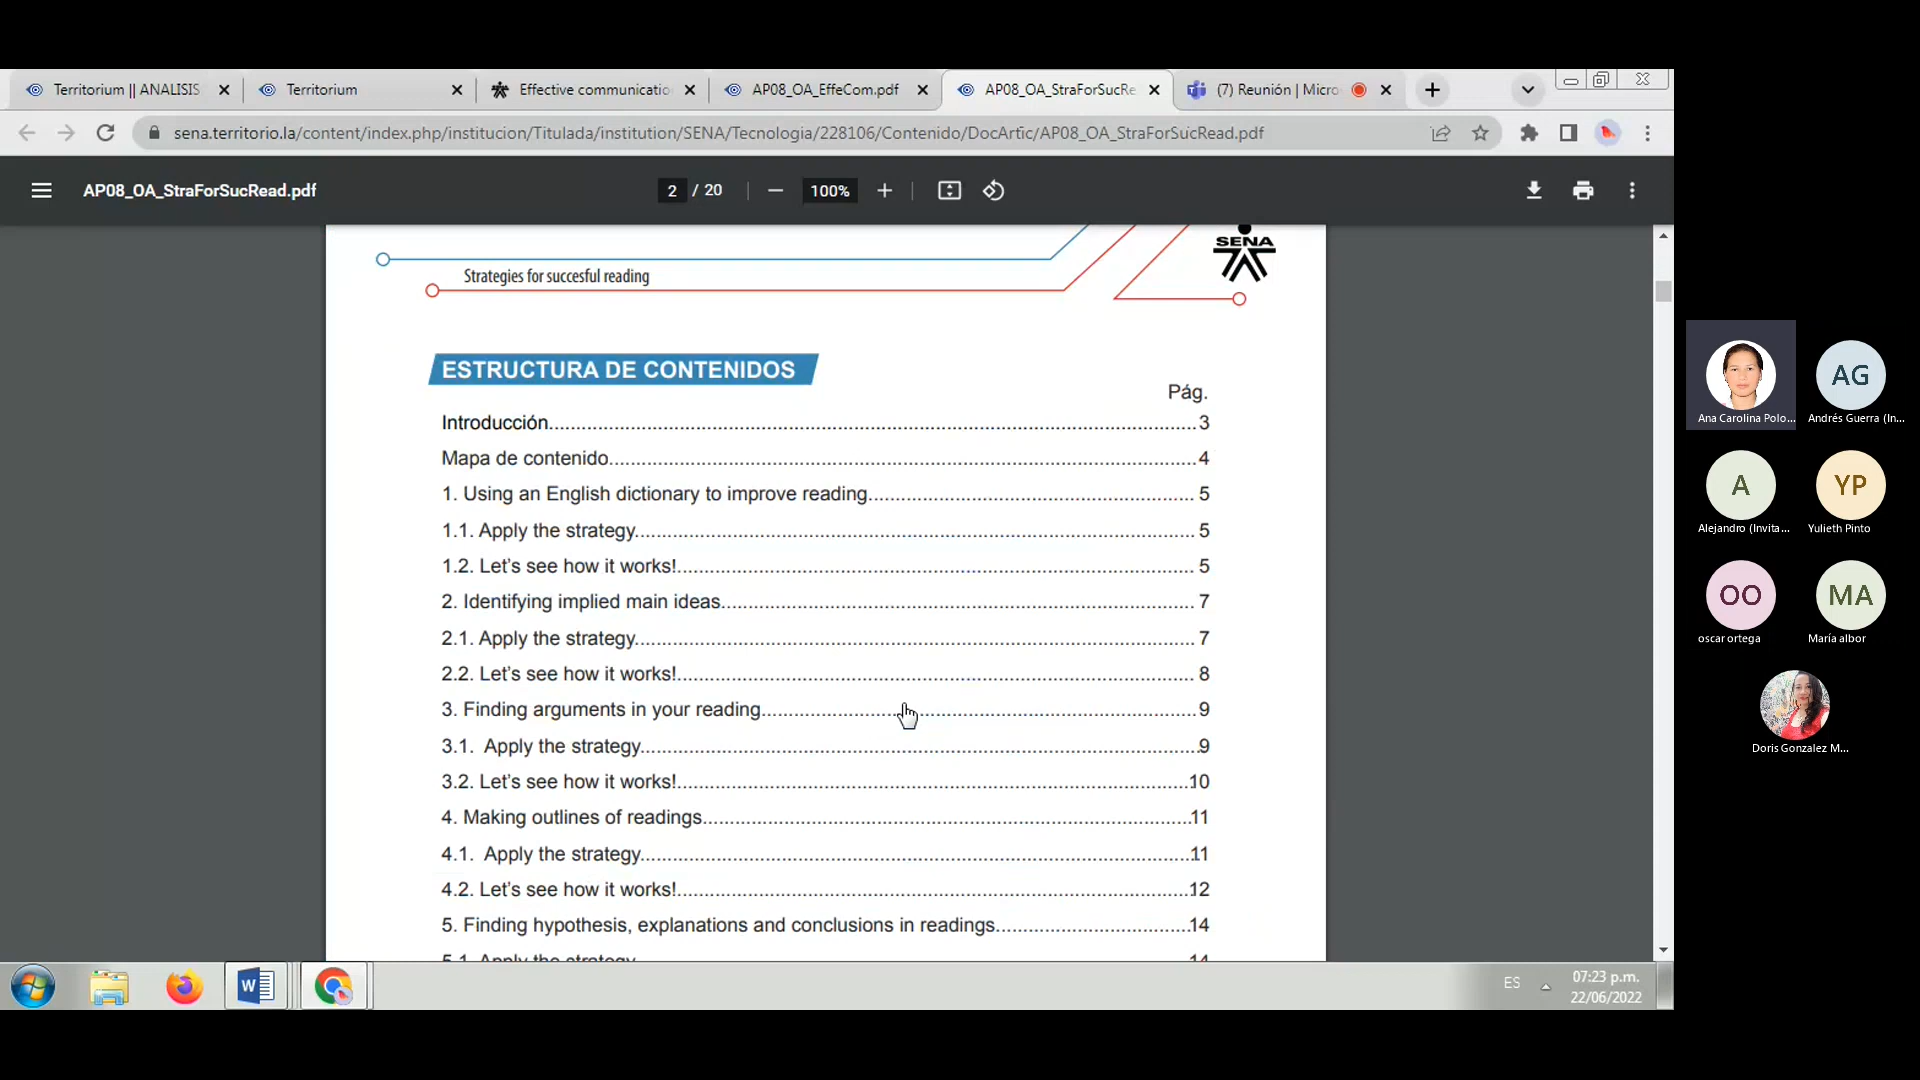 Territorium || ANALISIS
Territorium
Effective communicatio
AP08_OA_EffeCom.pdf
AP08_OA_StraForSucRe
(7) Reunión | Micro
sena.territorio.la/content/index.php/institucion/Titulada/institution/SENA/Tecnologia/228106/Contenido/DocArtic/AP08_OA_StraForSucRead.pdf
AP08_OA_StraForSucRead.pdf
2 / 20
100%
SENA
Strategies for succesful reading
ESTRUCTURA DE CONTENIDOS
Pág.
Introducción 3
Mapa de contenido 4
1. Using an English dictionary to improve reading 5
1.1. Apply the strategy 5
1.2. Let's see how it works! 5
2. Identifying implied main ideas 7
2.1. Apply the strategy 7
2.2. Let's see how it works! 8
3. Finding arguments in your reading 9
3.1. Apply the strategy 9
3.2. Let's see how it works! 10
4. Making outlines of readings 11
4.1. Apply the strategy 11
4.2. Let's see how it works! 12
5. Finding hypothesis, explanations and conclusions in readings 14
5.1. Apply the strategy 14
ES
07:23 p.m.
22/06/2022
Ana Carolina Polo...
AG
Andrés Guerra (In...
A
Alejandro (Invita...
YP
Yulieth Pinto
OO
oscar ortega
MA
María albor
Doris Gonzalez M...